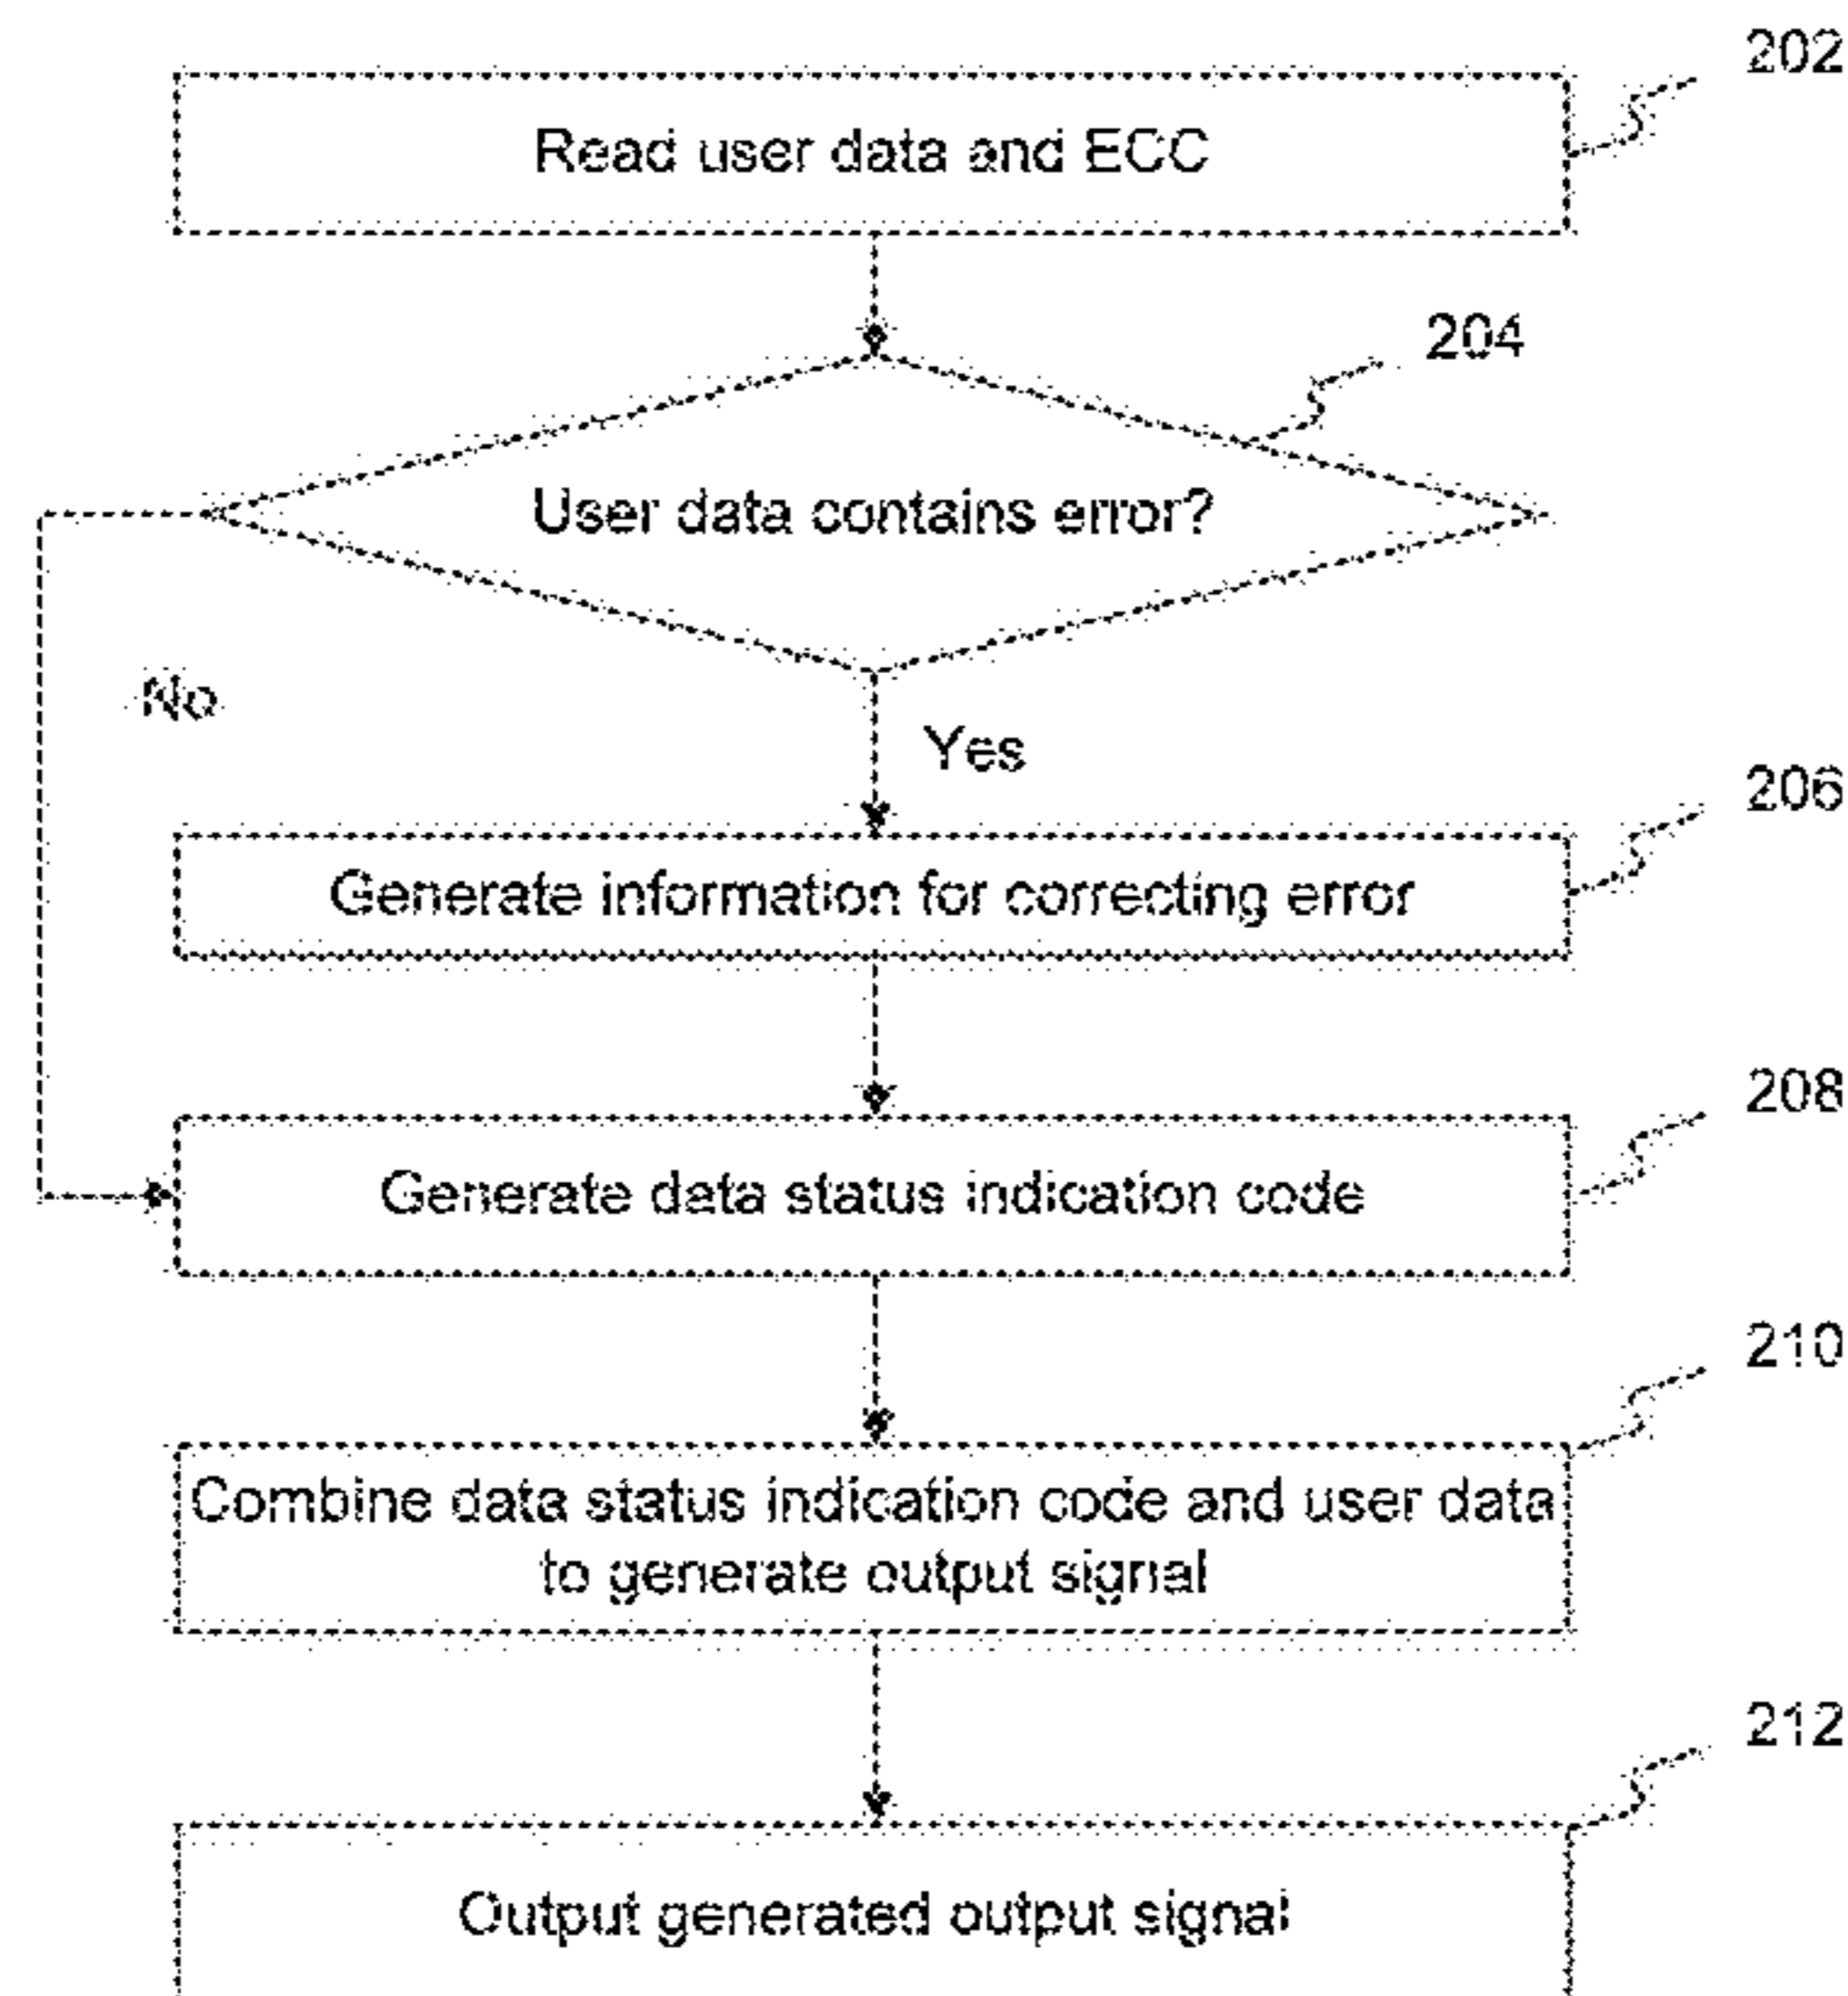 202
Read user data and ECC
204
User data contains error?
No
Yes
206
Generate information for correcting error
208
Generate data status indication code
210
Combine data status indication code and user data
to generate output signal
212
Output generated output signal